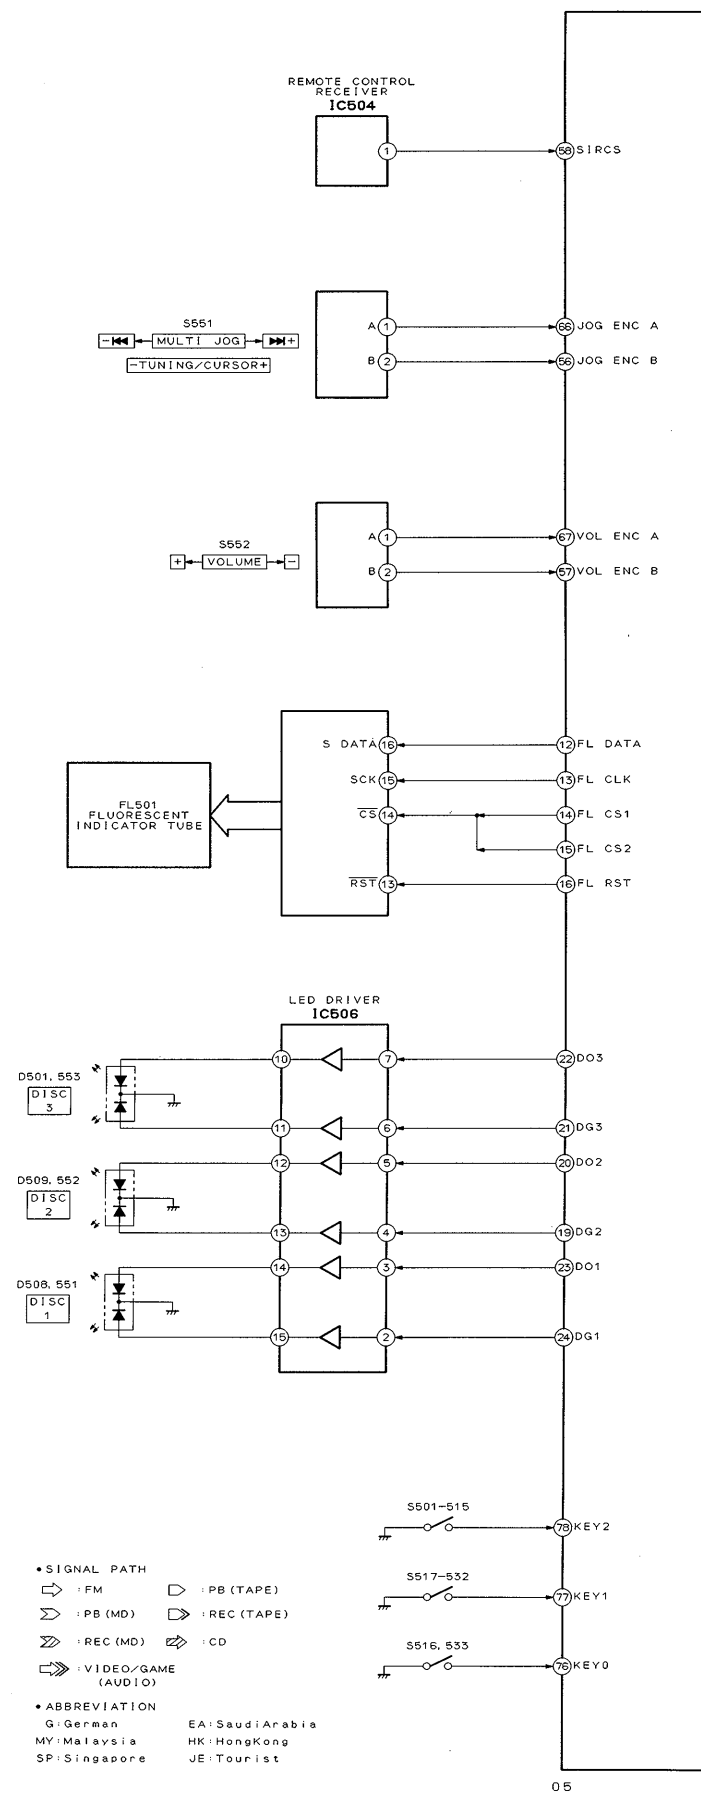 REMOTE CONTROL
RECEIVER
IC504
1
58 SIRCS
S551
- MULTI JOG +
-TUNING/CURSOR+
A 1
66 JOG ENC A
B 2
56 JOG ENC B
S552
+ VOLUME -
A 1
67 VOL ENC A
B 2
57 VOL ENC B
S DATA 16
12 FL DATA
SCK 15
13 FL CLK
CS 14
14 FL CS1
15 FL CS2
RST 13
16 FL RST
FL501
FLUORESCENT
INDICATOR TUBE
LED DRIVER
IC506
10 7 22 DO3
D501, 553
DISC
3
11 6 21 DG3
12 5 20 DO2
D509, 552
DISC
2
13 4 19 DG2
14 3 23 DO1
D508, 551
DISC
1
15 2 24 DG1
S501-515
78 KEY2
S517-532
77 KEY1
S516, 533
76 KEY0
• SIGNAL PATH
: FM : PB (TAPE)
: PB (MD) : REC (TAPE)
: REC (MD) : CD
: VIDEO/GAME
(AUDIO)
• ABBREVIATION
G:German EA:SaudiArabia
MY:Malaysia HK:HongKong
SP:Singapore JE:Tourist
05